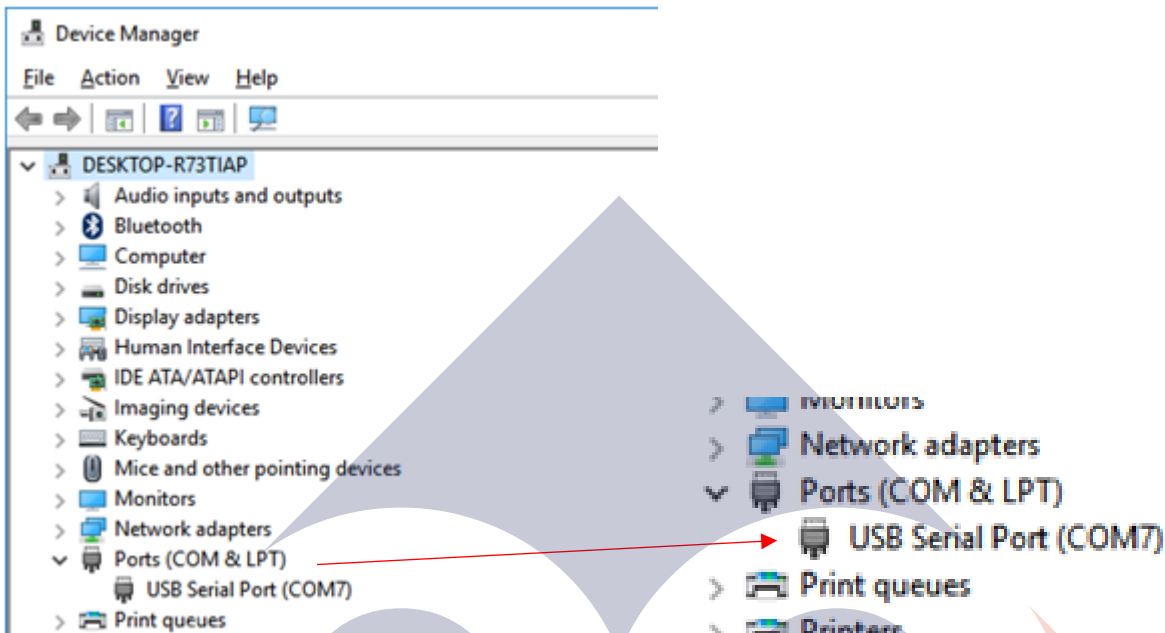 Device Manager
File Action View Help
DESKTOP-R73TIAP
Audio inputs and outputs
Bluetooth
Computer
Disk drives
Display adapters
Human Interface Devices
IDE ATA/ATAPI controllers
Imaging devices
Keyboards
Mice and other pointing devices
Monitors
Network adapters
Ports (COM & LPT)
USB Serial Port (COM7)
Print queues
Monitors
Network adapters
Ports (COM & LPT)
USB Serial Port (COM7)
Print queues
Printers